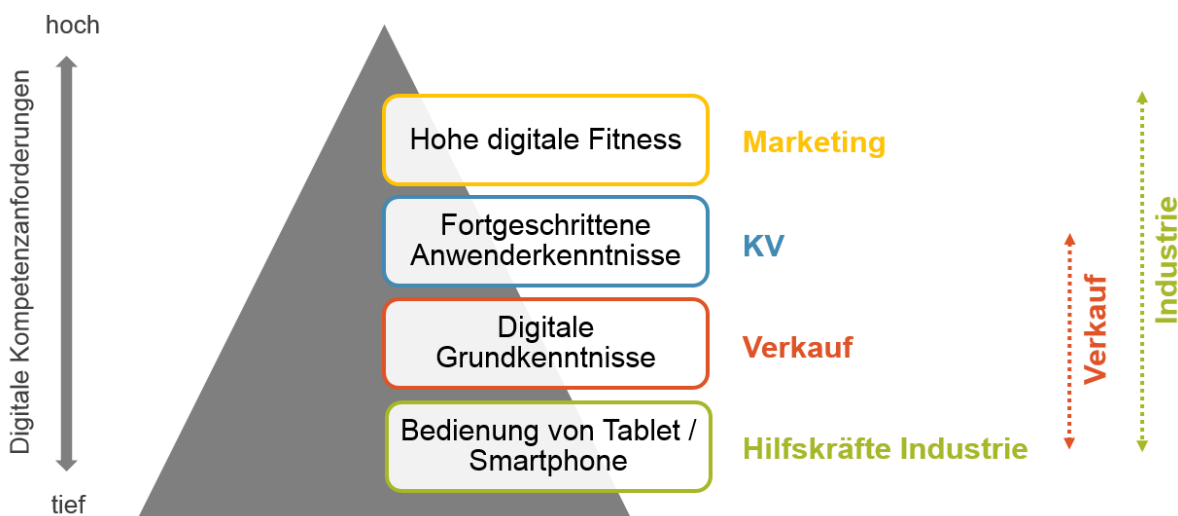 hoch
Digitale Kompetenzanforderungen
tief
Hohe digitale Fitness
Marketing
Fortgeschrittene
Anwenderkenntnisse
KV
Digitale
Grundkenntnisse
Verkauf
Bedienung von Tablet /
Smartphone
Hilfskräfte Industrie
Verkauf
Industrie